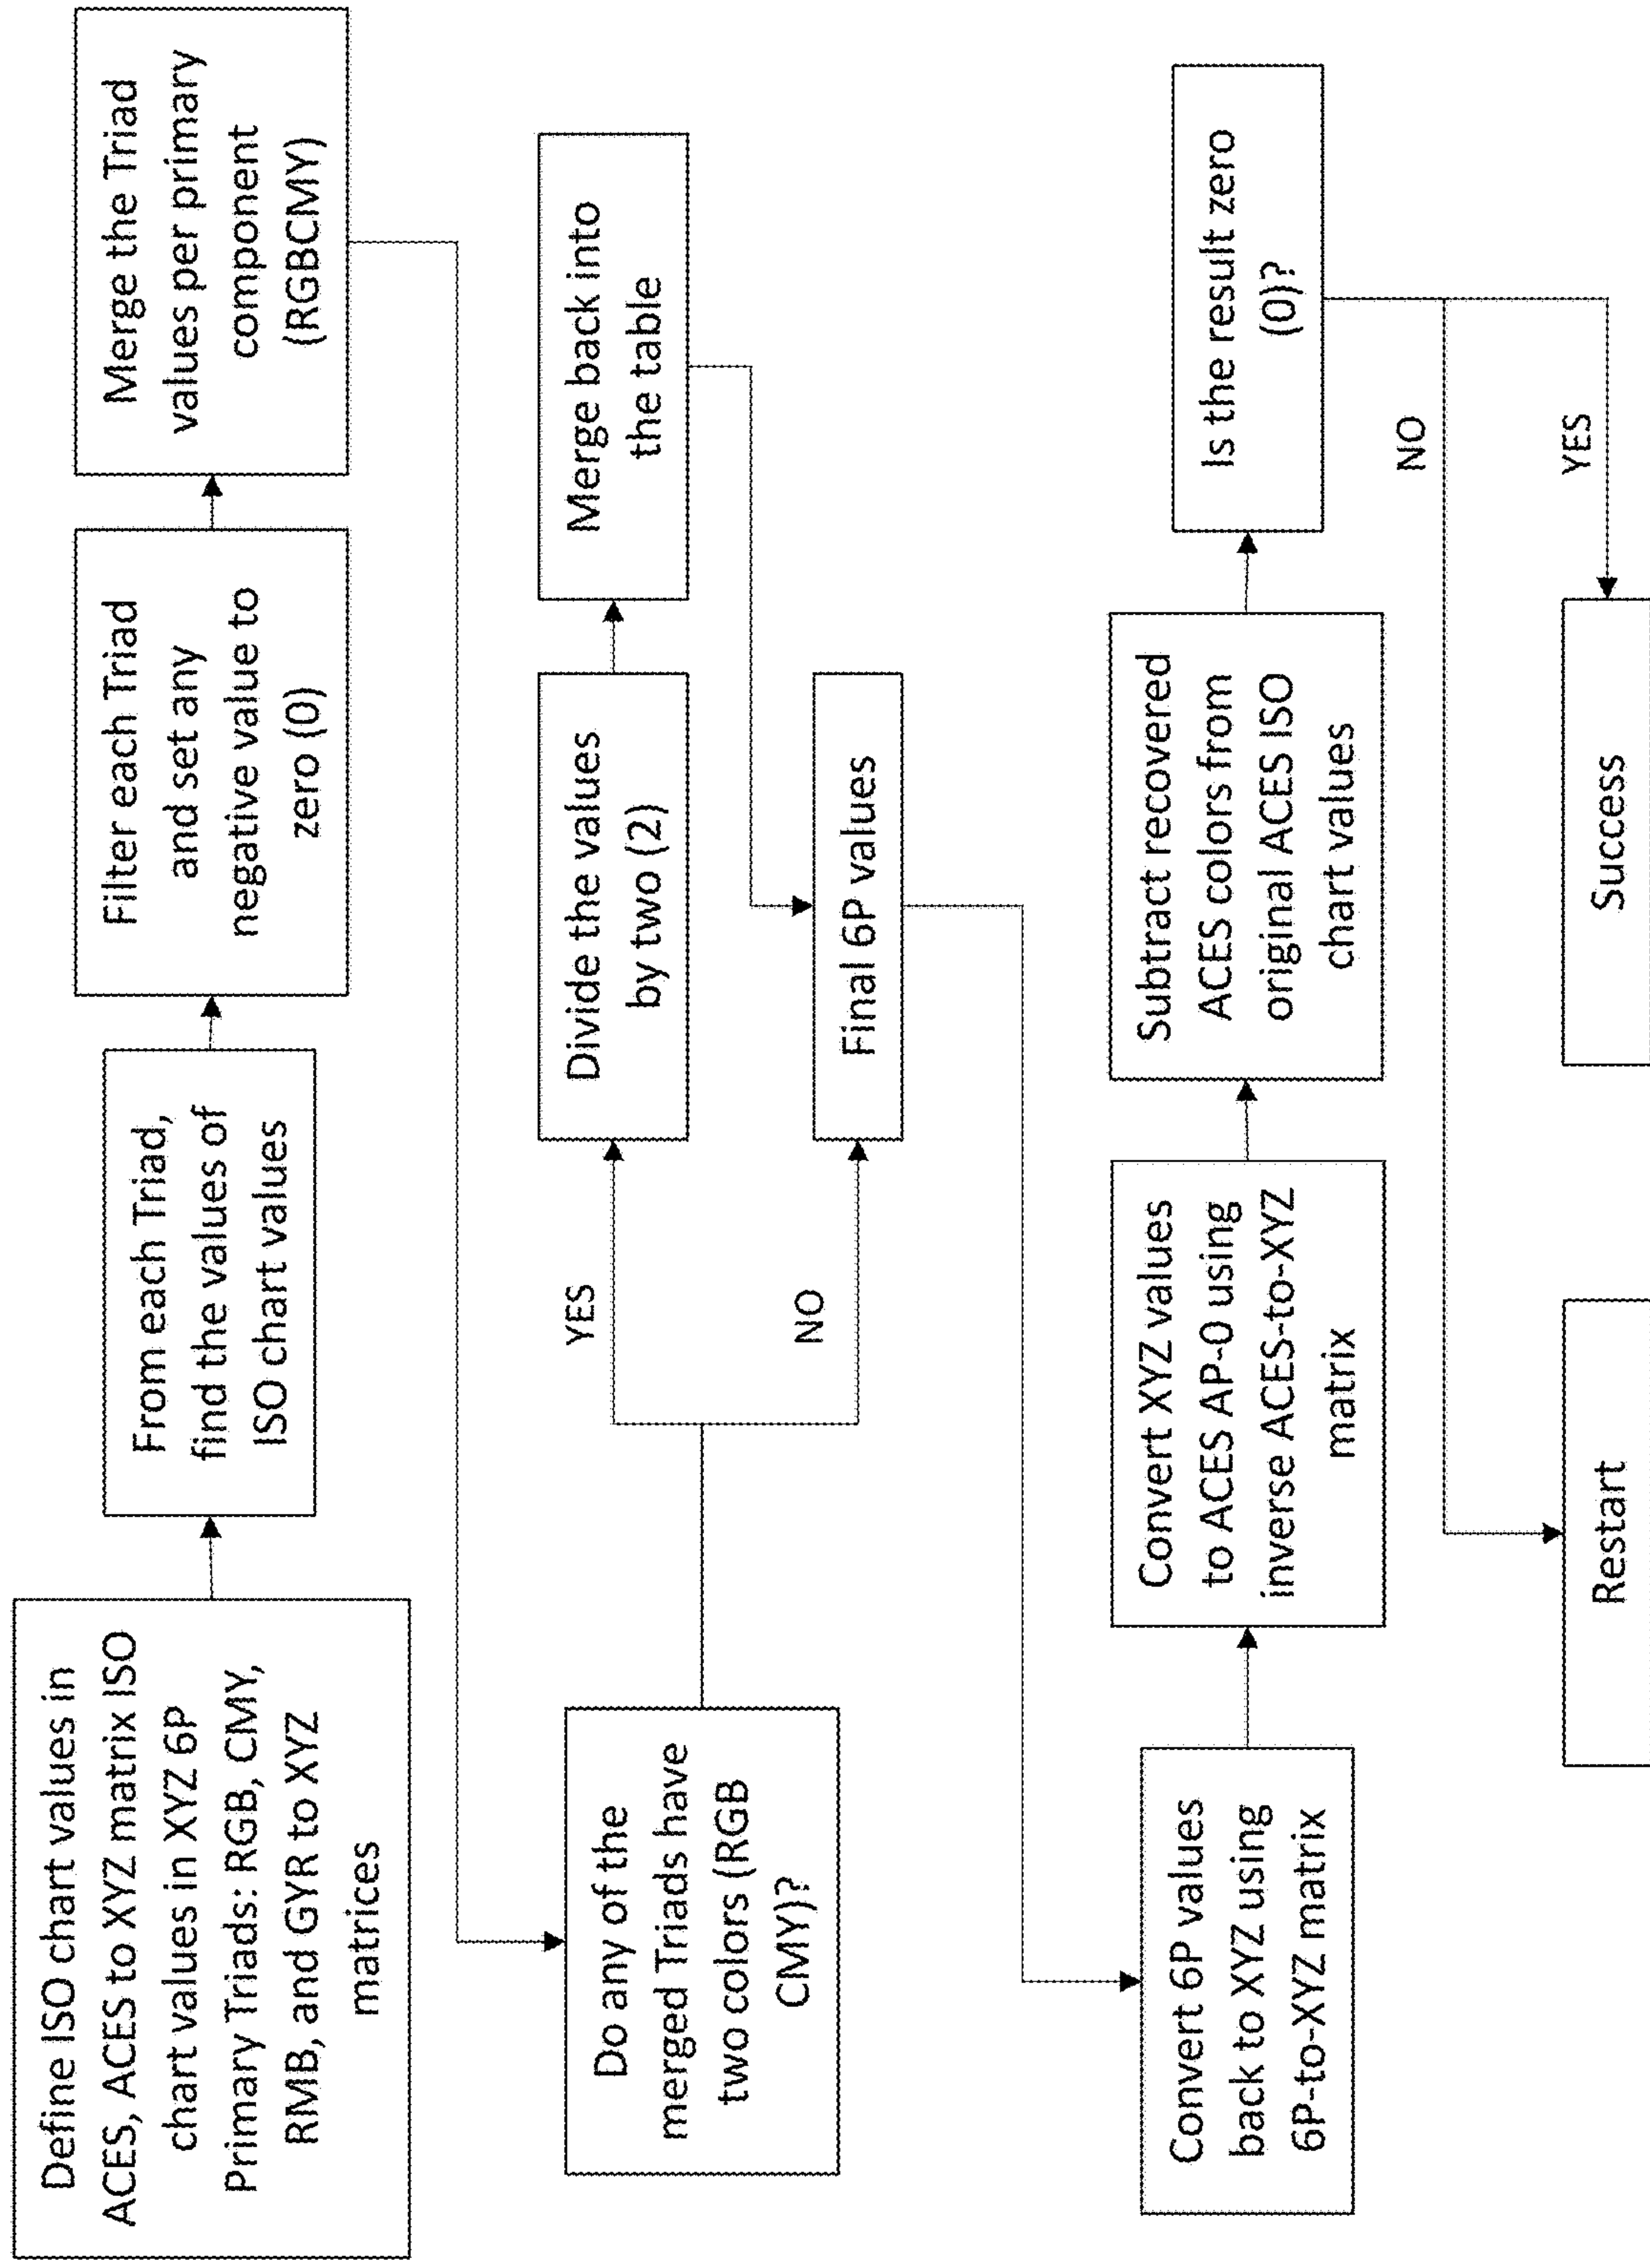 Define ISO chart values in
ACES, ACES to XYZ matrix ISO
chart values in XYZ 6P
Primary Triads: RGB, CMY,
RMB, and GYR to XYZ
matrices
From each Triad,
find the values of
ISO chart values
Filter each Triad
and set any
negative value to
zero (0)
Merge the Triad
values per primary
component
(RGBCMY)
Do any of the
merged Triads have
two colors (RGB
CMY)?
YES
NO
Divide the values
by two (2)
Merge back into
the table
Final 6P values
Convert 6P values
back to XYZ using
6P-to-XYZ matrix
Convert XYZ values
to ACES AP-0 using
inverse ACES-to-XYZ
matrix
Subtract recovered
ACES colors from
original ACES ISO
chart values
Is the result zero
(0)?
NO
YES
Restart
Success